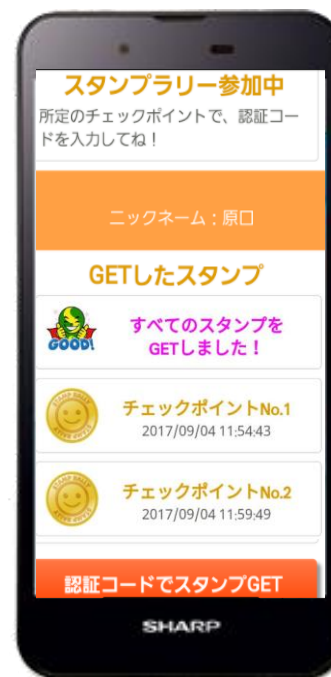 スタンプラリー参加中
所定のチェックポイントで、認証コー
ドを入力してね！
ニックネーム：原口
GETしたスタンプ
GOOD!
すべてのスタンプを
GETしました！
チェックポイントNo.1
2017/09/04 11:54:43
チェックポイントNo.2
2017/09/04 11:59:49
認証コードでスタンプGET
SHARP